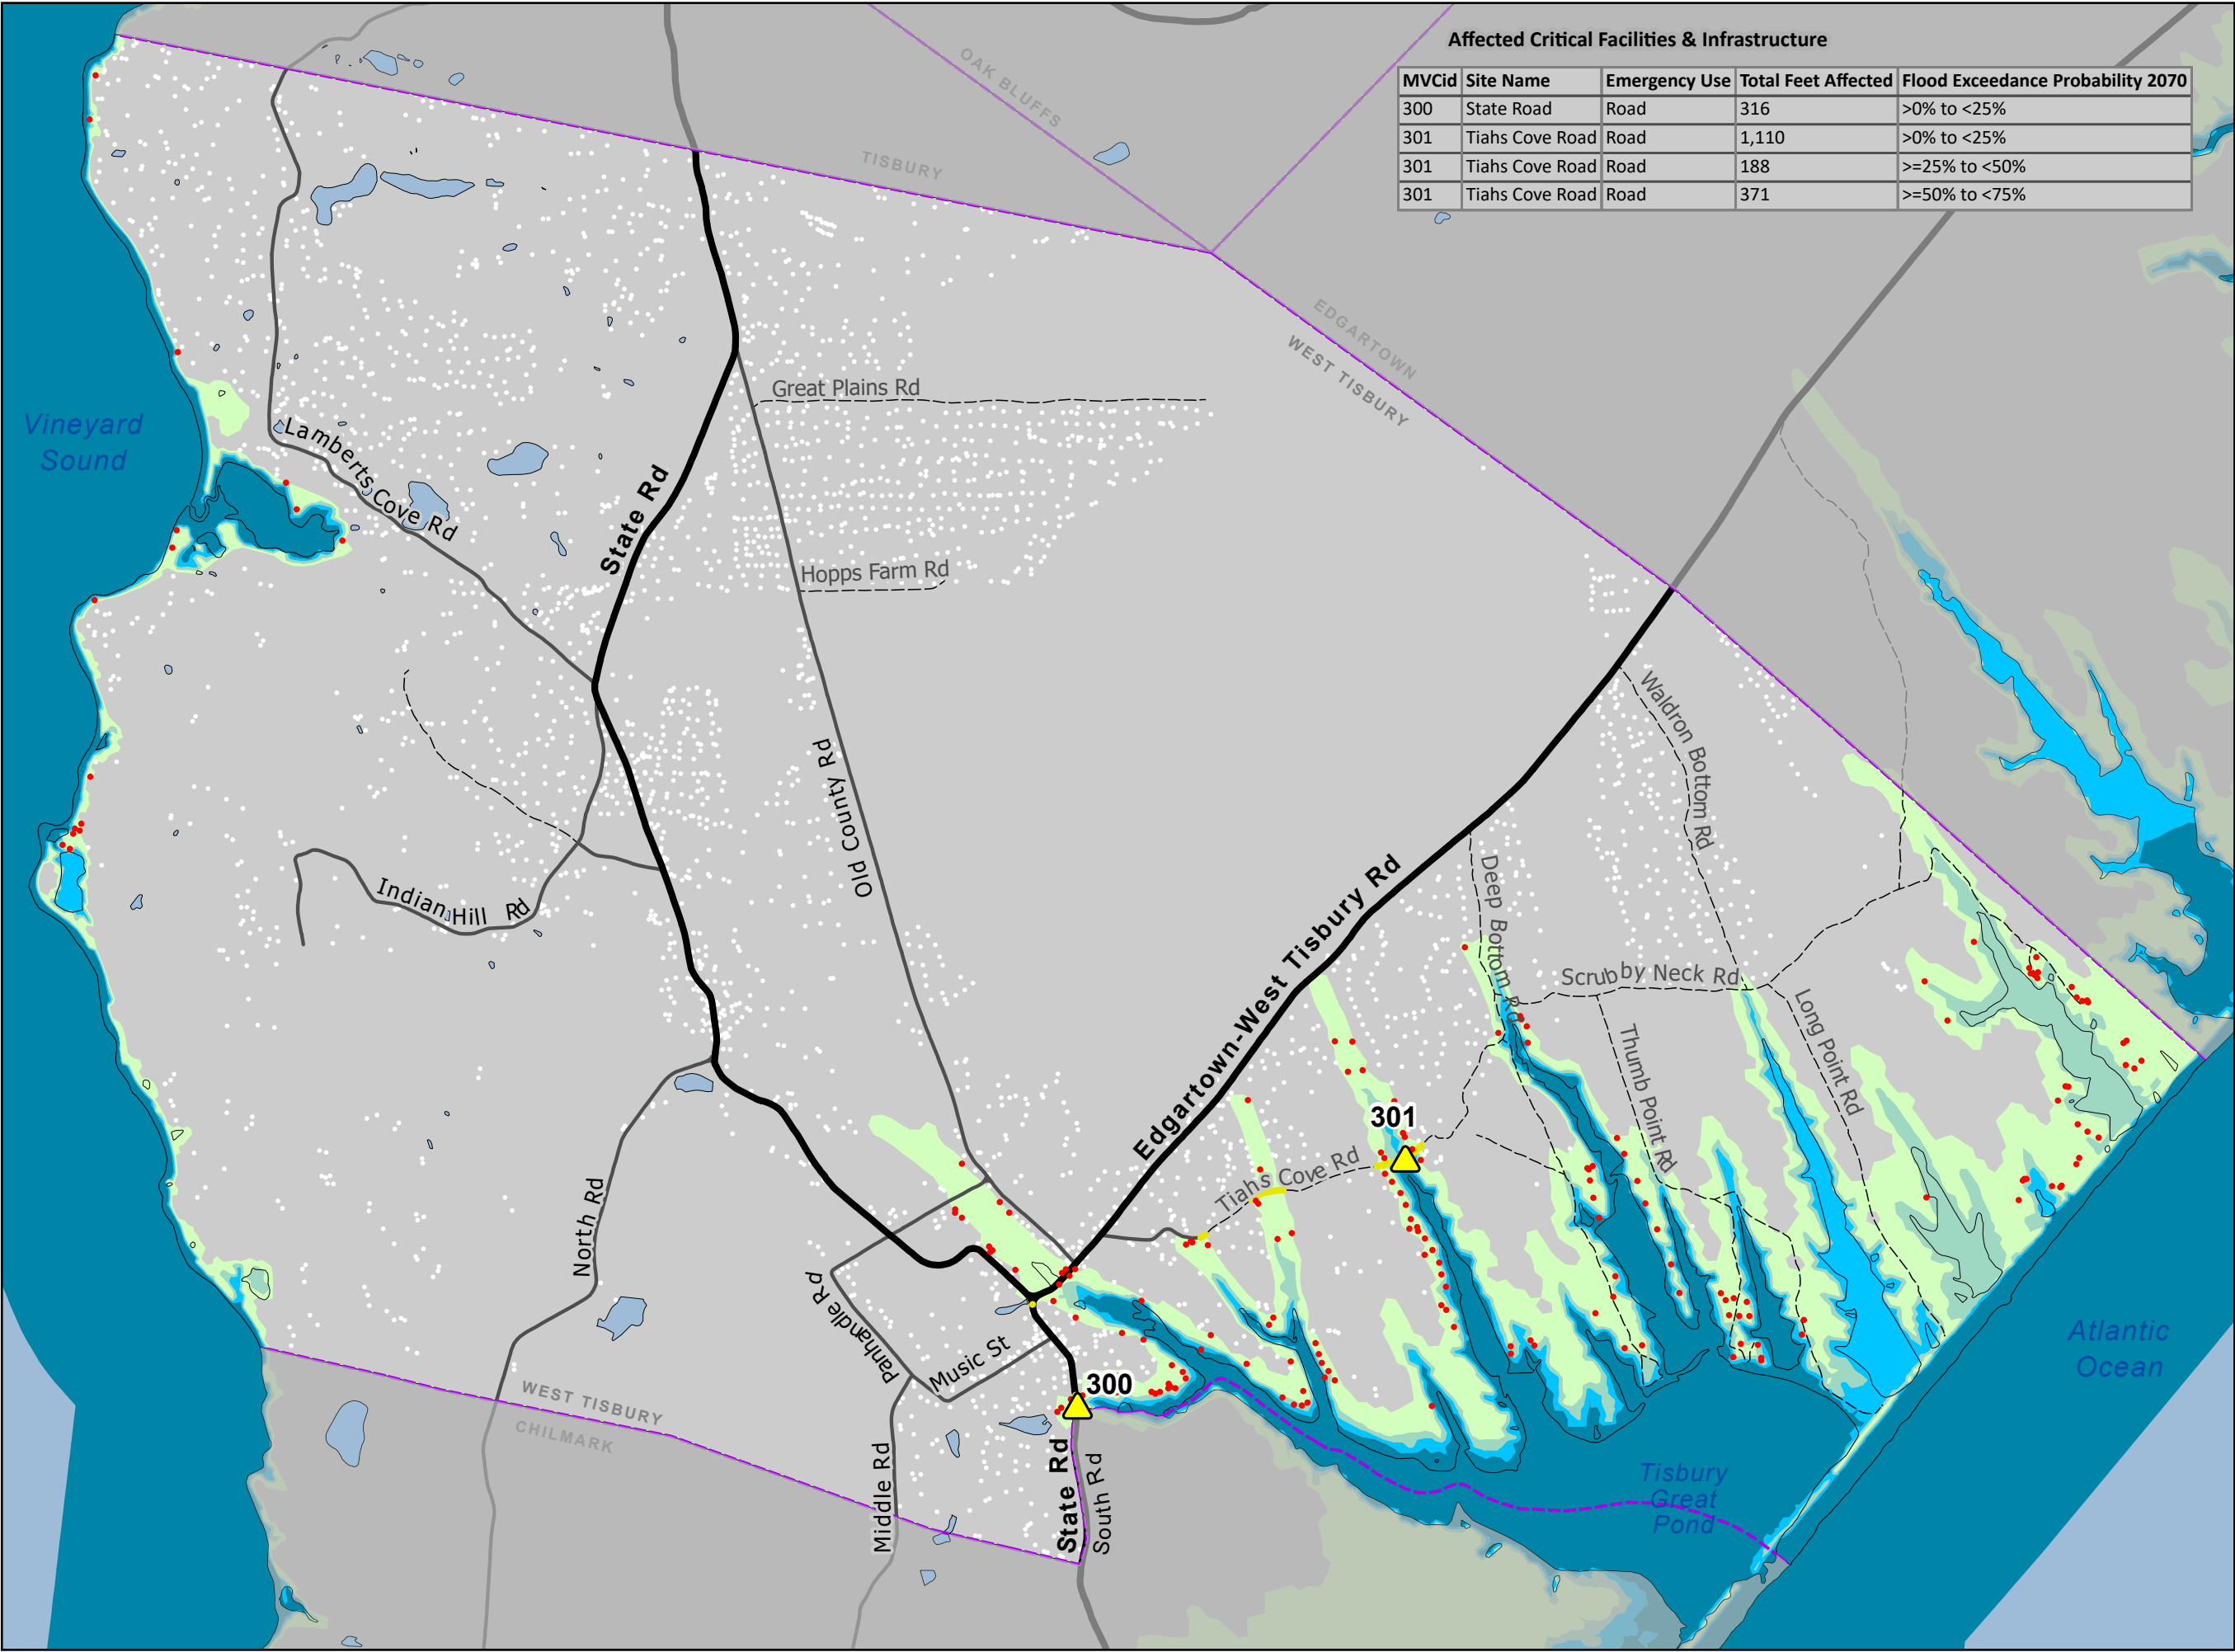 Affected Critical Facilities & Infrastructure
MVCid Site Name Emergency Use Total Feet Affected Flood Exceedance Probability 2070
300 State Road Road 316 >0% to <25%
301 Tiahs Cove Road Road 1,110 >0% to <25%
301 Tiahs Cove Road Road 188 >=25% to <50%
301 Tiahs Cove Road Road 371 >=50% to <75%
OAK BLUFFS
TISBURY
EDGARTOWN
WEST TISBURY
Great Plains Rd
Vineyard
Sound
Lamberts Cove Rd
State Rd
Hopps Farm Rd
Waldron Bottom Rd
Old County Rd
Indian Hill Rd
Deep Bottom Rd
Edgartown-West Tisbury Rd
Scrubby Neck Rd
Long Point Rd
Thumb Point Rd
301
Tiahs Cove Rd
North Rd
Panhandle Rd
Music St
300
WEST TISBURY
CHILMARK
Atlantic
Ocean
Middle Rd
State Rd
South Rd
Tisbury
Great
Pond